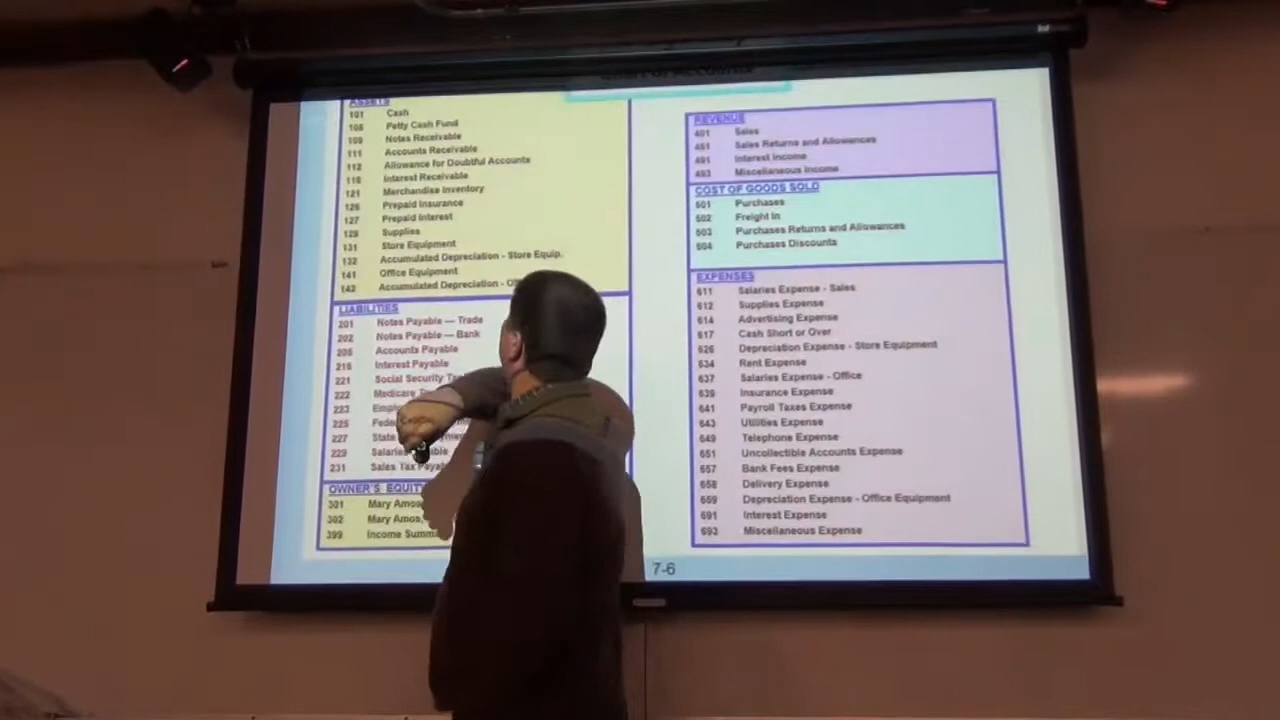 Chart of Accounts
ASSETS
101 Cash
105 Petty Cash Fund
109 Notes Receivable
111 Accounts Receivable
112 Allowance for Doubtful Accounts
116 Interest Receivable
121 Merchandise Inventory
126 Prepaid Insurance
127 Prepaid Interest
129 Supplies
131 Store Equipment
132 Accumulated Depreciation - Store Equip.
141 Office Equipment
142 Accumulated Depreciation -
LIABILITIES
201 Notes Payable — Trade
202 Notes Payable — Bank
205 Accounts Payable
216 Interest Payable
221 Social Security
222 Medicare
223
225
227 State
229 Salaries
231 Sales Tax
OWNER'S EQUITY
301 Mary Amos
302 Mary Amos,
399 Income
REVENUE
401 Sales
451 Sales Returns and Allowances
491 Interest Income
493 Miscellaneous Income
COST OF GOODS SOLD
501 Purchases
502 Freight In
503 Purchases Returns and Allowances
504 Purchases Discounts
EXPENSES
611 Salaries Expense - Sales
612 Supplies Expense
614 Advertising Expense
617 Cash Short or Over
626 Depreciation Expense - Store Equipment
634 Rent Expense
637 Salaries Expense - Office
639 Insurance Expense
641 Payroll Taxes Expense
643 Utilities Expense
649 Telephone Expense
651 Uncollectible Accounts Expense
657 Bank Fees Expense
658 Delivery Expense
659 Depreciation Expense - Office Equipment
691 Interest Expense
693 Miscellaneous Expense
7-6